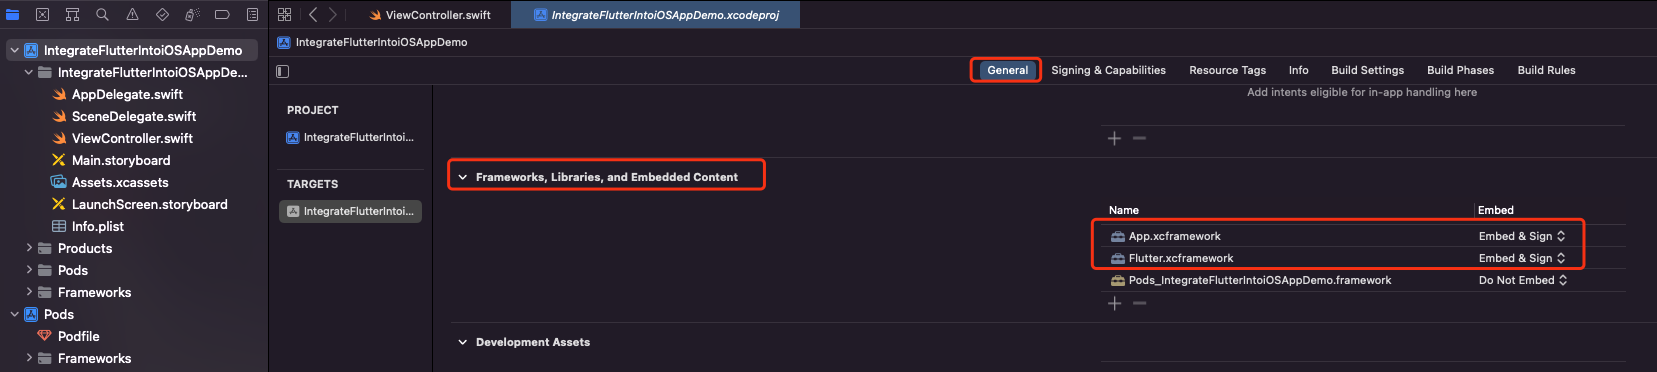 ViewController.swift
IntegrateFlutterIntoiOSAppDemo.xcodeproj
IntegrateFlutterIntoiOSAppDemo
IntegrateFlutterIntoiOSAppDe...
AppDelegate.swift
SceneDelegate.swift
ViewController.swift
Main.storyboard
Assets.xcassets
LaunchScreen.storyboard
Info.plist
Products
Pods
Frameworks
Pods
Podfile
Frameworks
IntegrateFlutterIntoiOSAppDemo
General
Signing & Capabilities
Resource Tags
Info
Build Settings
Build Phases
Build Rules
PROJECT
IntegrateFlutterIntoi...
TARGETS
IntegrateFlutterIntoi...
Add intents eligible for in-app handling here
Frameworks, Libraries, and Embedded Content
Name Embed
App.xcframework Embed & Sign
Flutter.xcframework Embed & Sign
Pods_IntegrateFlutterIntoiOSAppDemo.framework Do Not Embed
Development Assets